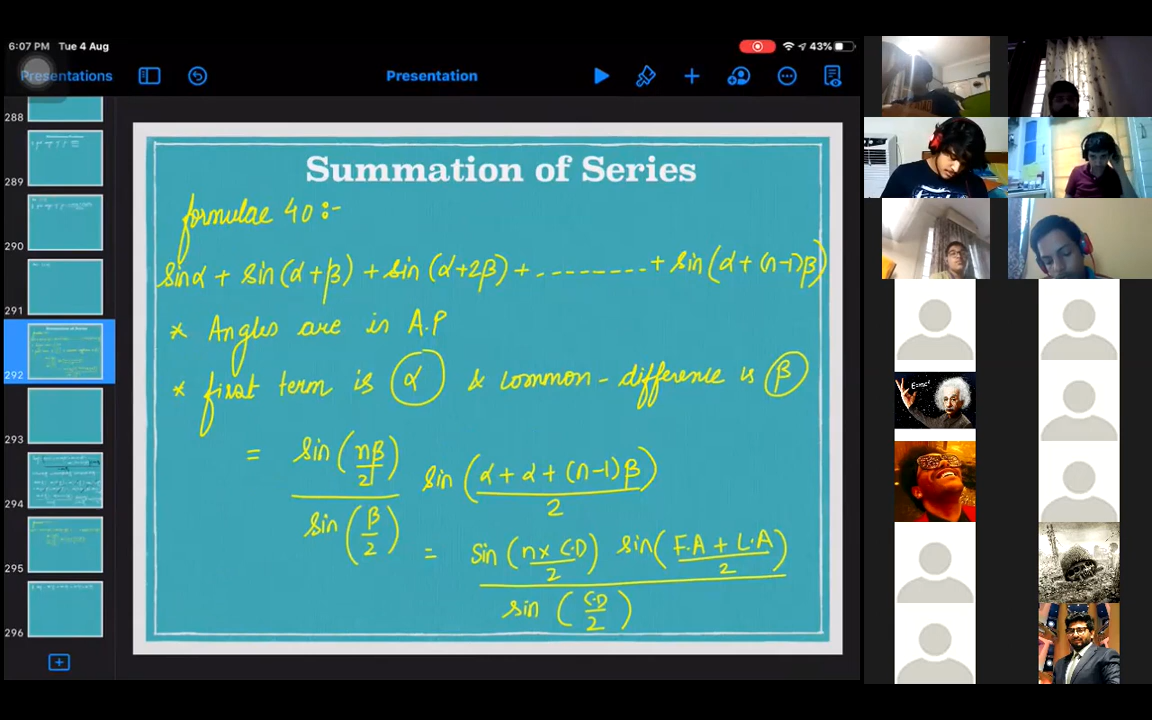 6:07 PM Tue 4 Aug
43%
Presentations
Presentation
288
289
290
291
292
293
294
295
296
Summation of Series
formulae 40 :-
sinα + sin(α+β) + sin(α+2β) + -------- + sin(α+(n-1)β)
* Angles are in A.P
* first term is α & common-difference is β
= sin(nβ/2) / sin(β/2) sin((α+α+(n-1)β)/2)
= sin(n×C.D/2) sin((F.A+L.A)/2) / sin(C.D/2)